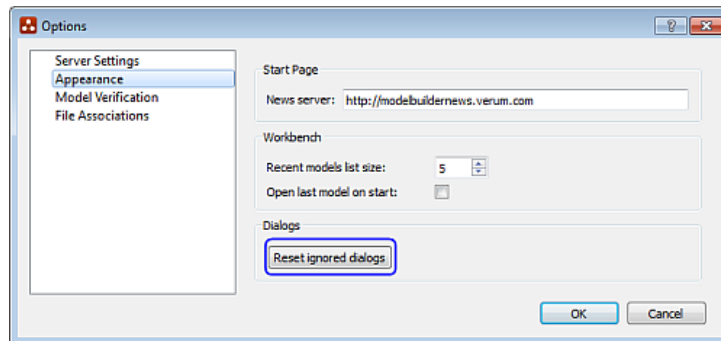 Options
Server Settings
Appearance
Model Verification
File Associations
Start Page
News server: http://modelbuildernews.verum.com
Workbench
Recent models list size: 5
Open last model on start:
Dialogs
Reset ignored dialogs
OK Cancel